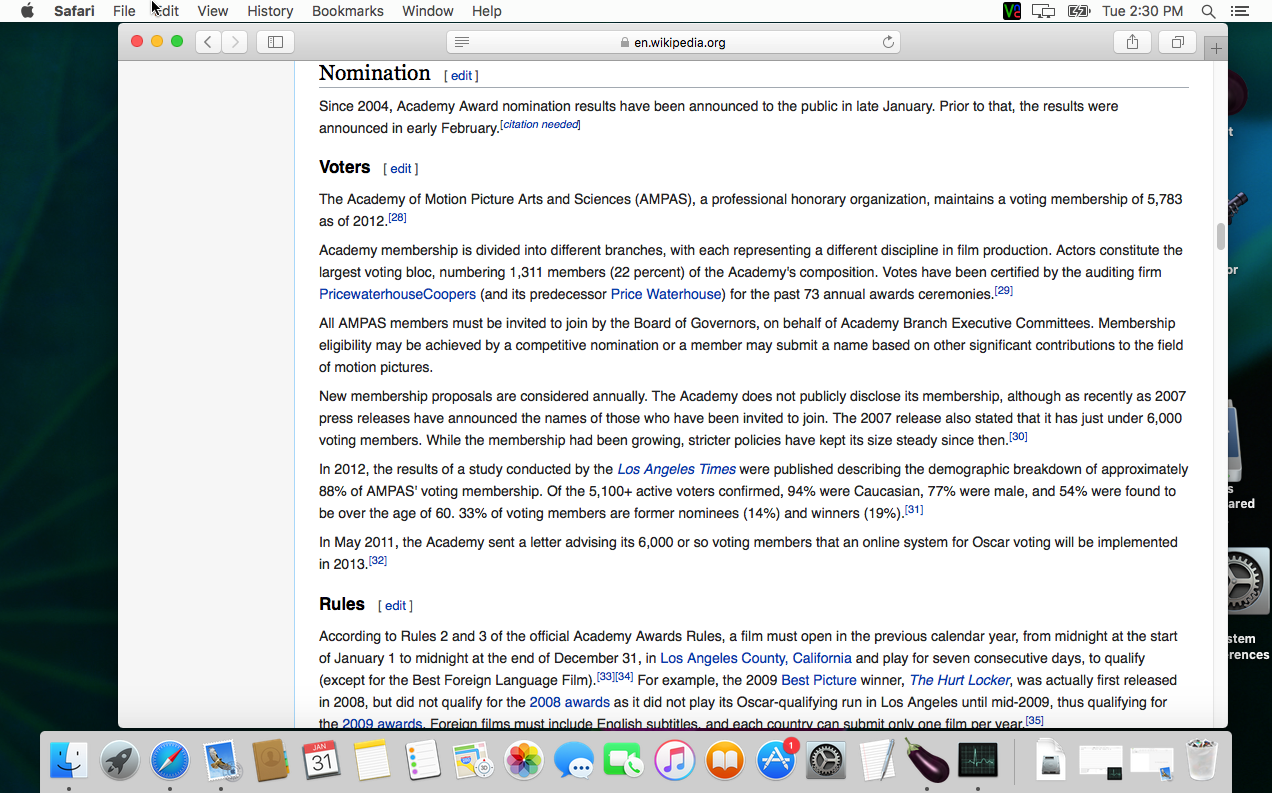 Safari File Edit View History Bookmarks Window Help Tue 2:30 PM
en.wikipedia.org
Nomination [ edit ]
Since 2004, Academy Award nomination results have been announced to the public in late January. Prior to that, the results were
announced in early February.[citation needed]
Voters [ edit ]
The Academy of Motion Picture Arts and Sciences (AMPAS), a professional honorary organization, maintains a voting membership of 5,783
as of 2012.[28]
Academy membership is divided into different branches, with each representing a different discipline in film production. Actors constitute the
largest voting bloc, numbering 1,311 members (22 percent) of the Academy's composition. Votes have been certified by the auditing firm
PricewaterhouseCoopers (and its predecessor Price Waterhouse) for the past 73 annual awards ceremonies.[29]
All AMPAS members must be invited to join by the Board of Governors, on behalf of Academy Branch Executive Committees. Membership
eligibility may be achieved by a competitive nomination or a member may submit a name based on other significant contributions to the field
of motion pictures.
New membership proposals are considered annually. The Academy does not publicly disclose its membership, although as recently as 2007
press releases have announced the names of those who have been invited to join. The 2007 release also stated that it has just under 6,000
voting members. While the membership had been growing, stricter policies have kept its size steady since then.[30]
In 2012, the results of a study conducted by the Los Angeles Times were published describing the demographic breakdown of approximately
88% of AMPAS' voting membership. Of the 5,100+ active voters confirmed, 94% were Caucasian, 77% were male, and 54% were found to
be over the age of 60. 33% of voting members are former nominees (14%) and winners (19%).[31]
In May 2011, the Academy sent a letter advising its 6,000 or so voting members that an online system for Oscar voting will be implemented
in 2013.[32]
Rules [ edit ]
According to Rules 2 and 3 of the official Academy Awards Rules, a film must open in the previous calendar year, from midnight at the start
of January 1 to midnight at the end of December 31, in Los Angeles County, California and play for seven consecutive days, to qualify
(except for the Best Foreign Language Film).[33][34] For example, the 2009 Best Picture winner, The Hurt Locker, was actually first released
in 2008, but did not qualify for the 2008 awards as it did not play its Oscar-qualifying run in Los Angeles until mid-2009, thus qualifying for
the 2009 awards. Foreign films must include English subtitles, and each country can submit only one film per year.[35]
t
or
s
ared
stem
rences
JAN
31
1